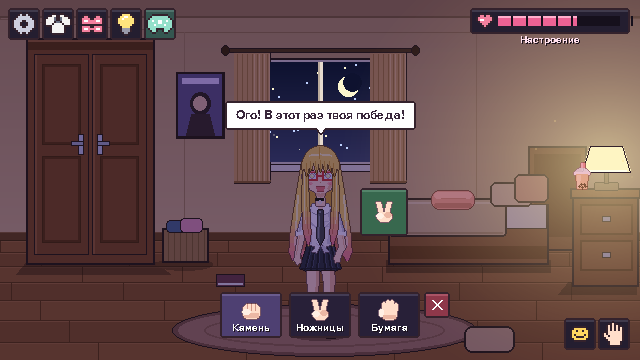 Настроение
Ого! В этот раз твоя победа!
Камень
Ножницы
Бумага